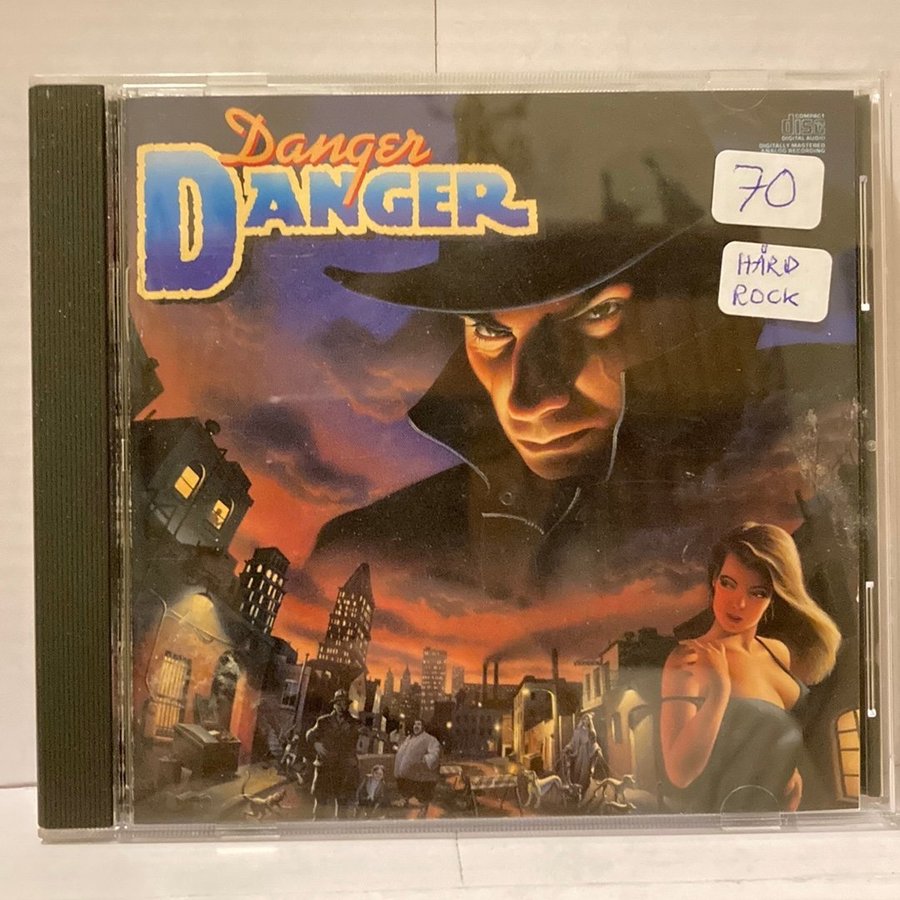 Danger
DANGER
COMPACT
disc
DIGITAL AUDIO
DIGITALLY MASTERED
ANALOG RECORDING
70
HÅRD
ROCK